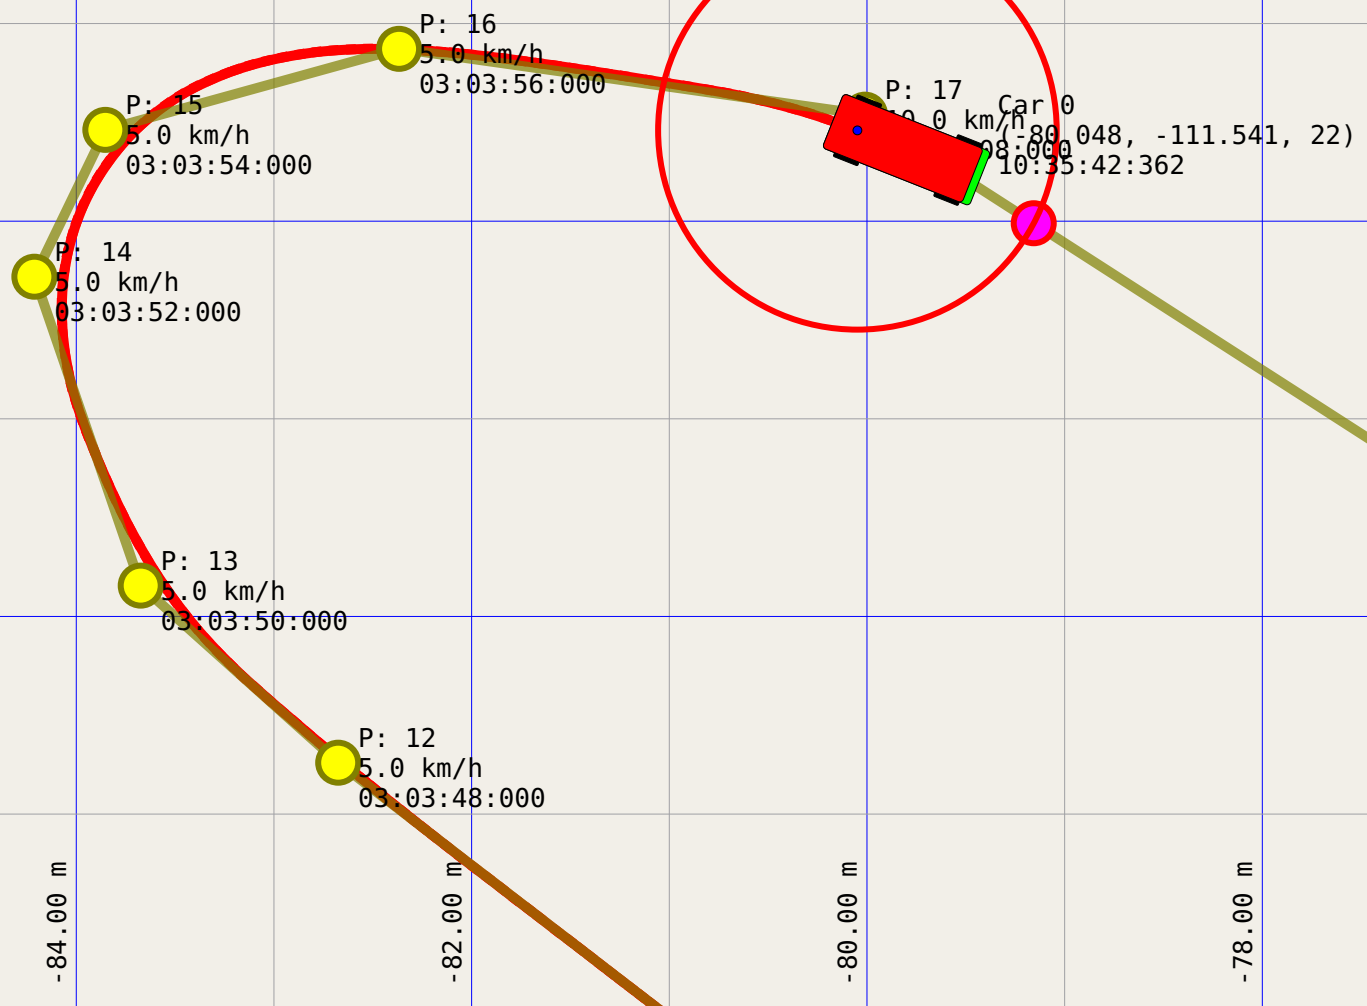 P: 16
5.0 km/h
03:03:56:000
P: 17
km/h
Car 0
(-80.048, -111.541, 22)
10:35:42:362
P: 15
5.0 km/h
03:03:54:000
P: 14
5.0 km/h
03:03:52:000
P: 13
5.0 km/h
03:03:50:000
P: 12
5.0 km/h
03:03:48:000
-84.00 m
-82.00 m
-80.00 m
-78.00 m